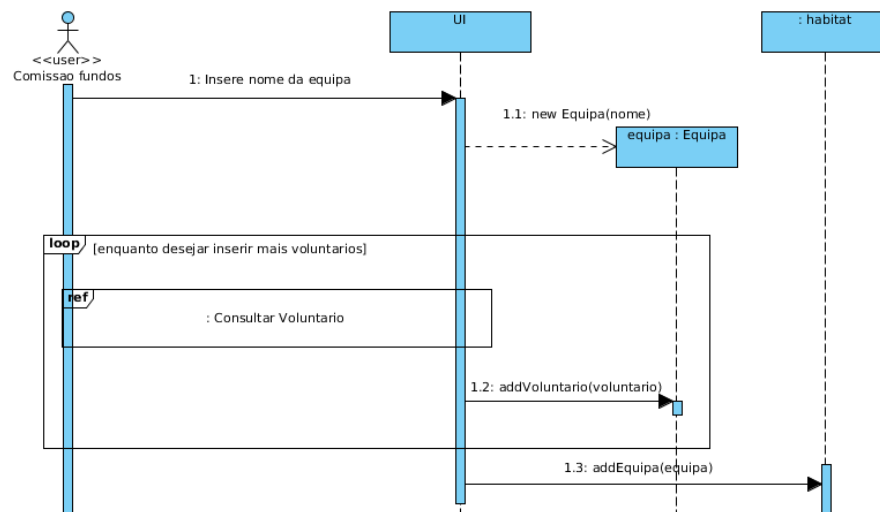 UI
: habitat
<<user>>
Comissao fundos
1: Insere nome da equipa
1.1: new Equipa(nome)
equipa : Equipa
loop
[enquanto desejar inserir mais voluntarios]
ref
: Consultar Voluntario
1.2: addVoluntario(voluntario)
1.3: addEquipa(equipa)